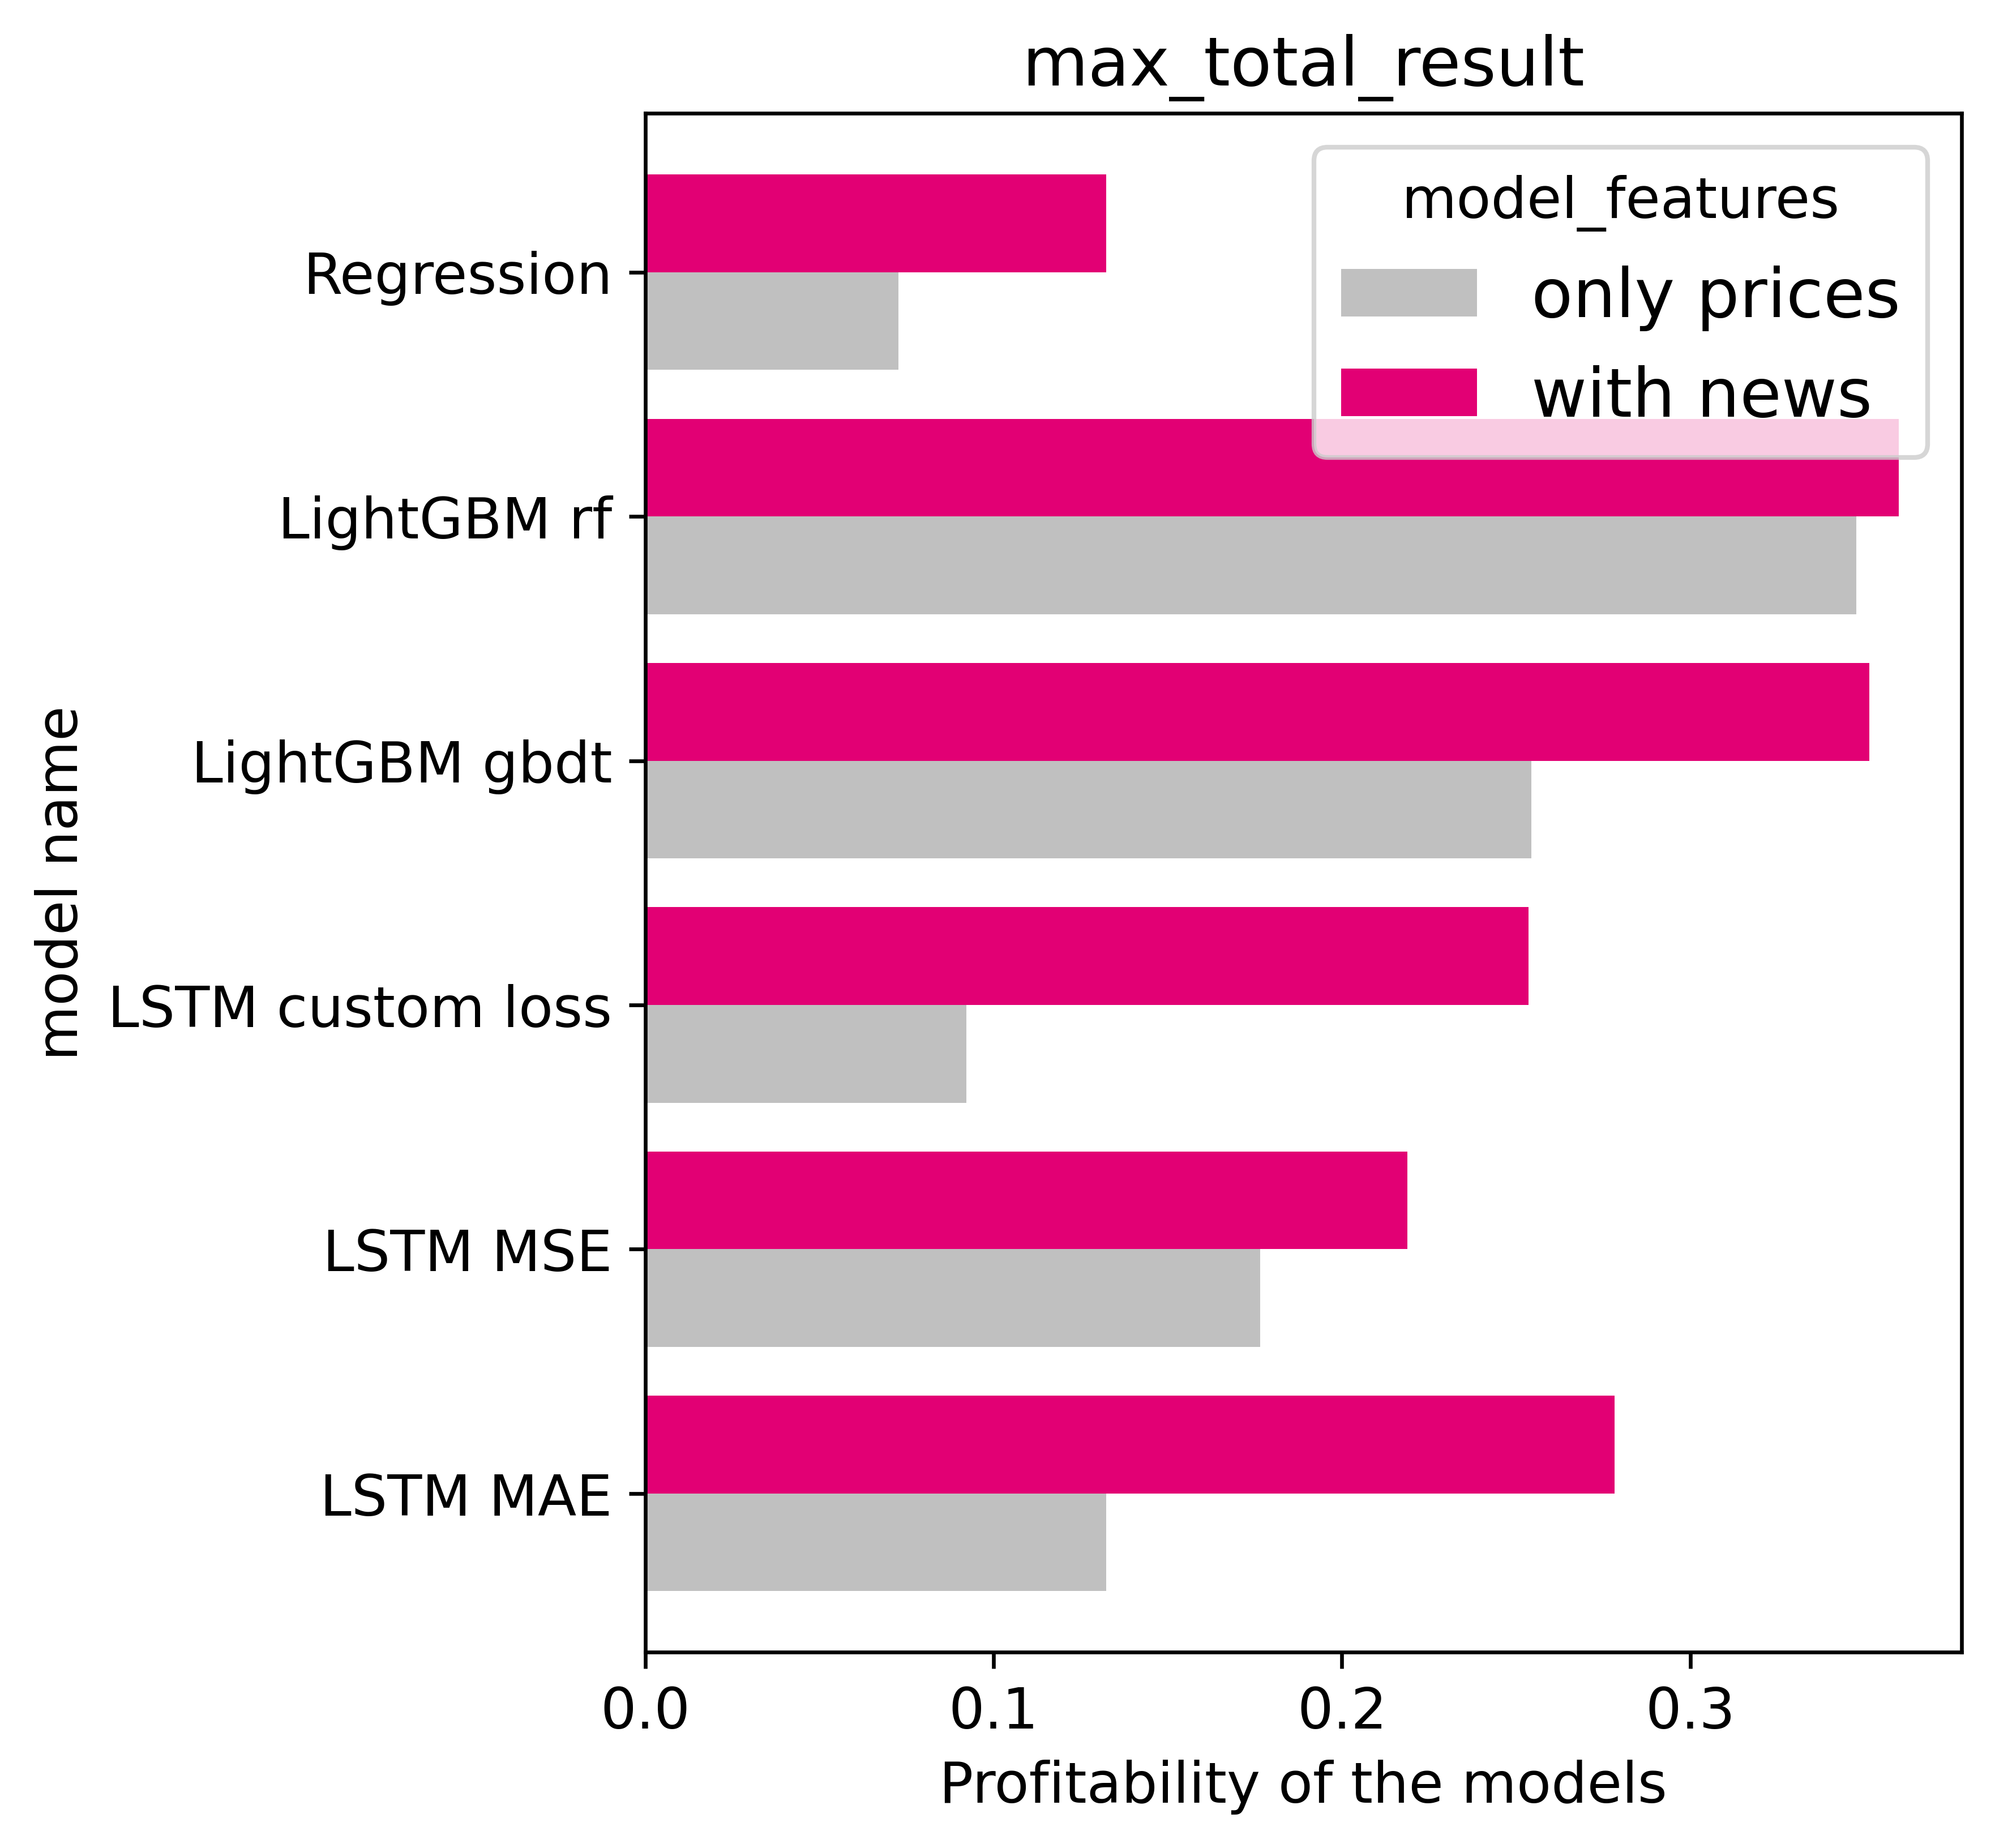 max_total_result
model_features
only prices
with news
model name
Regression
LightGBM rf
LightGBM gbdt
LSTM custom loss
LSTM MSE
LSTM MAE
0.0 0.1 0.2 0.3
Profitability of the models